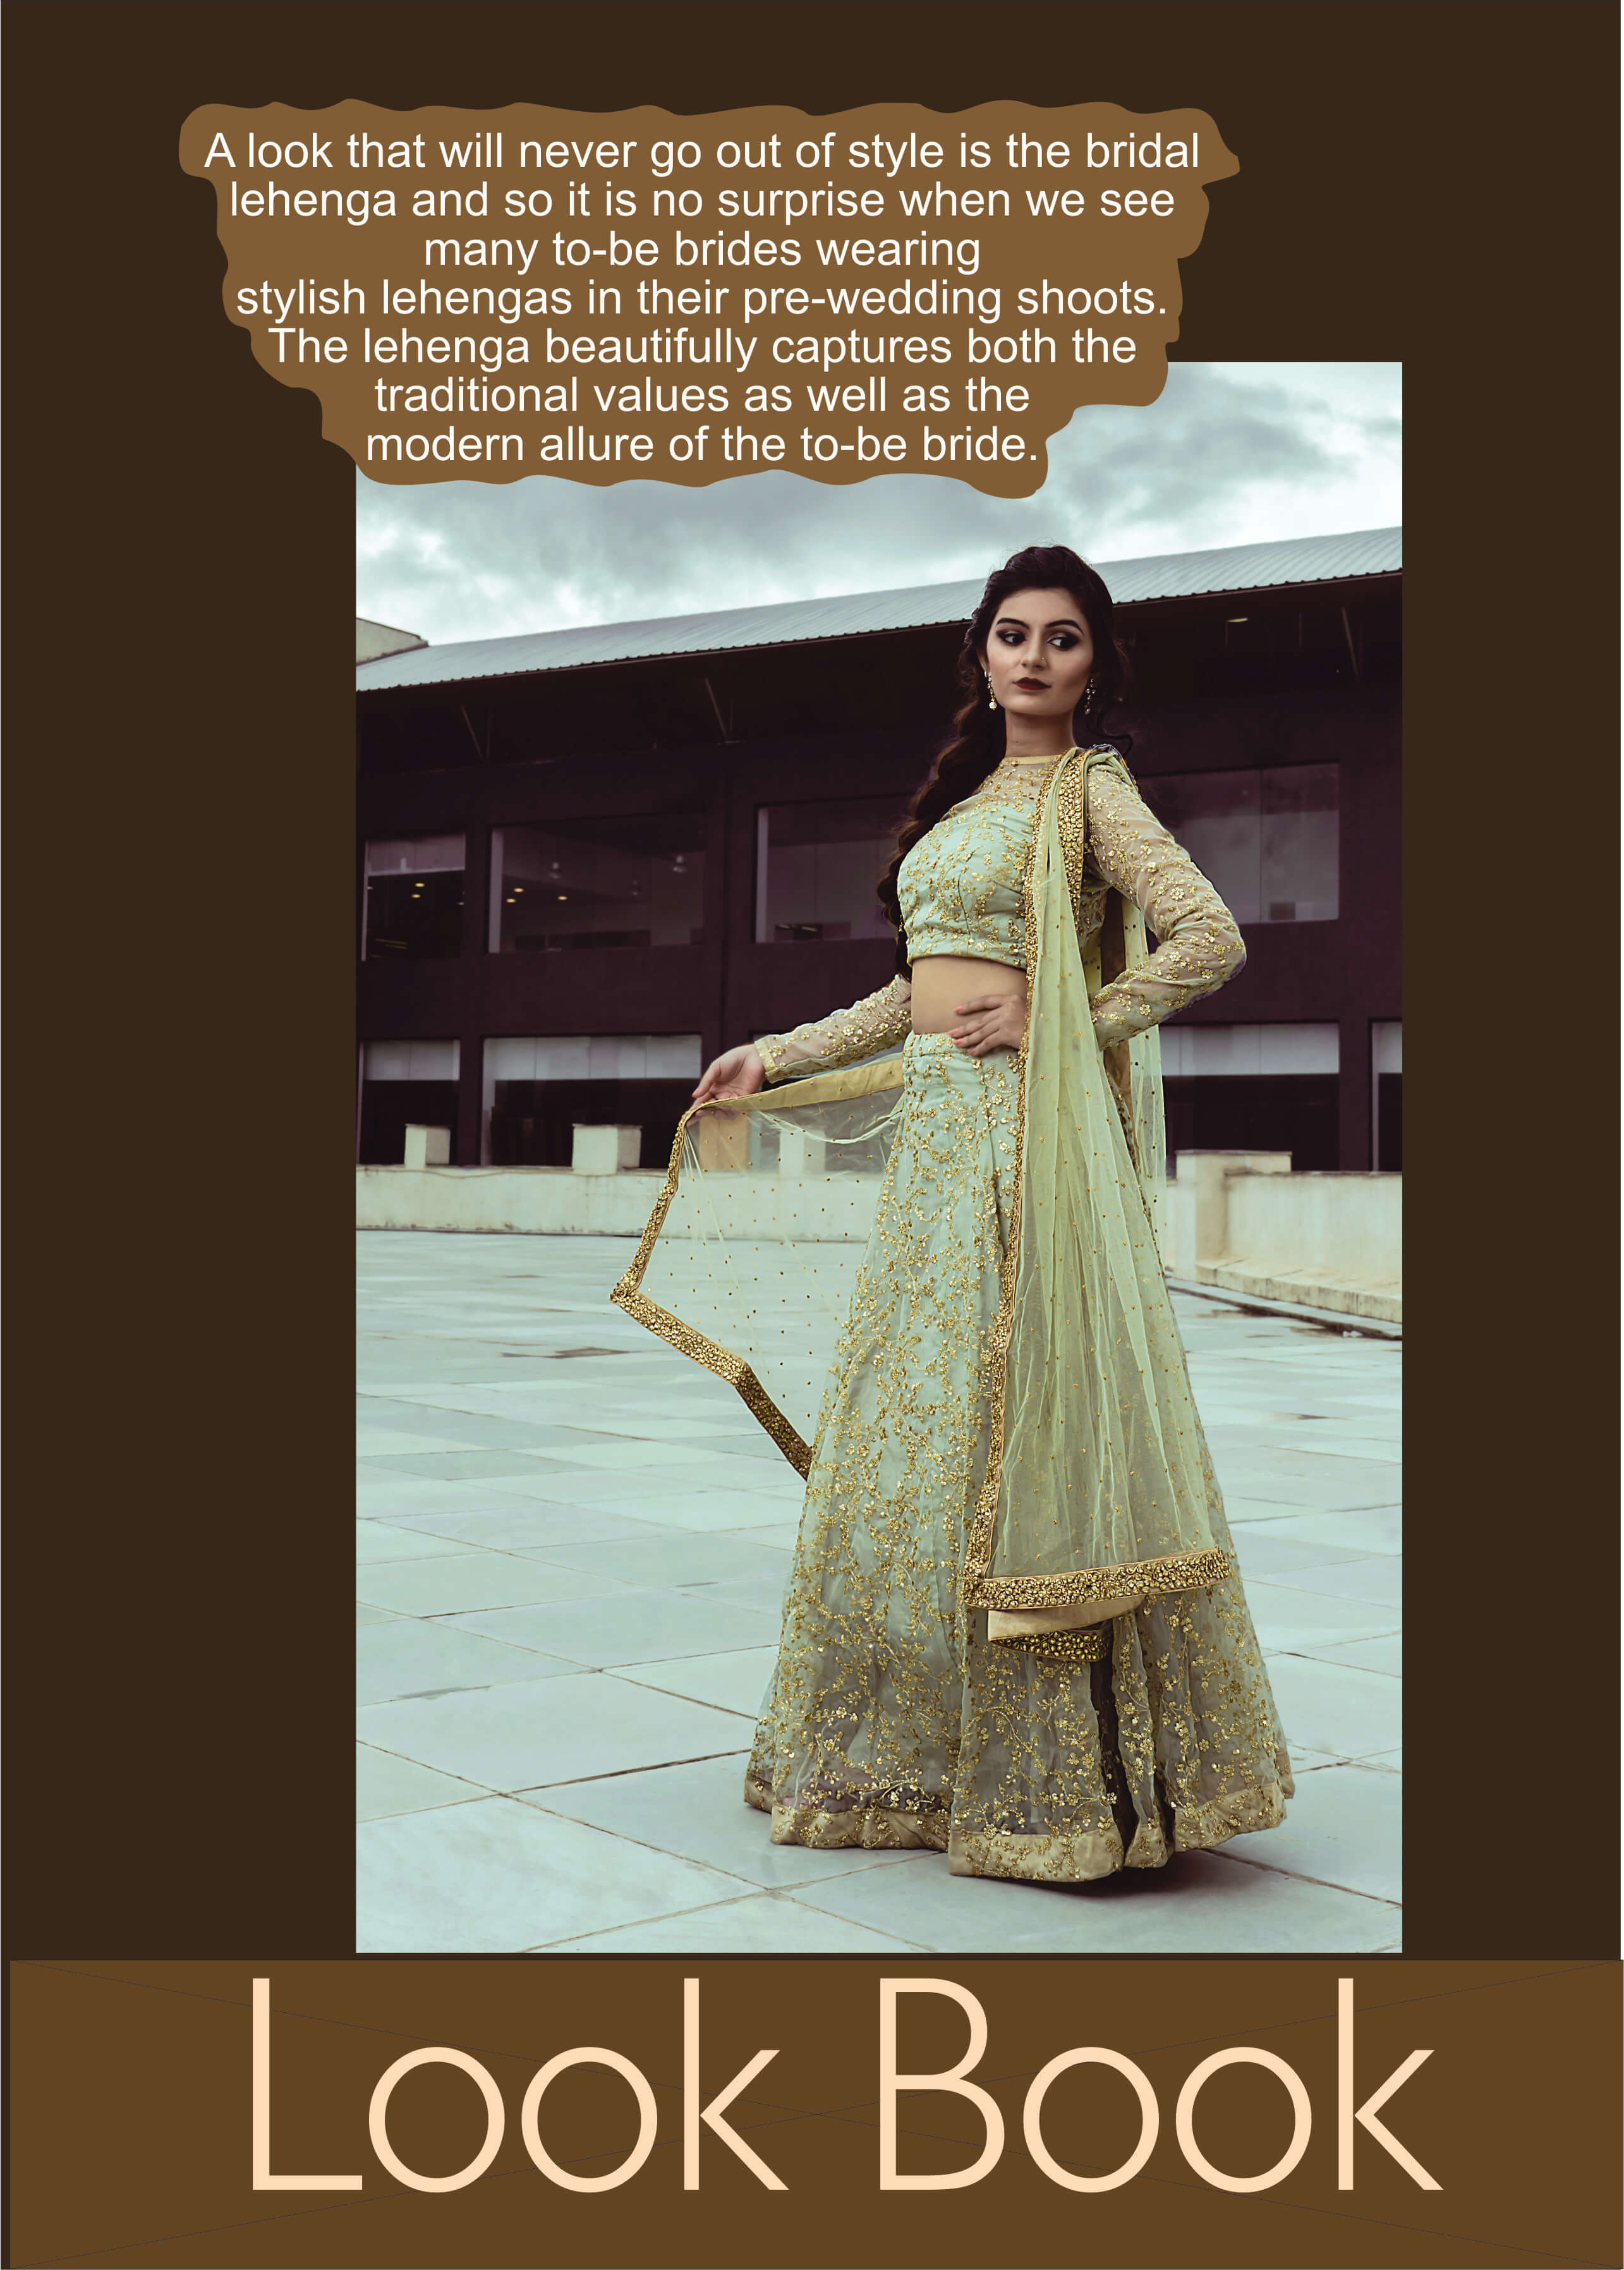 A look that will never go out of style is the bridal
lehenga and so it is no surprise when we see
many to-be brides wearing
stylish lehengas in their pre-wedding shoots.
The lehenga beautifully captures both the
traditional values as well as the
modern allure of the to-be bride.
Look Book